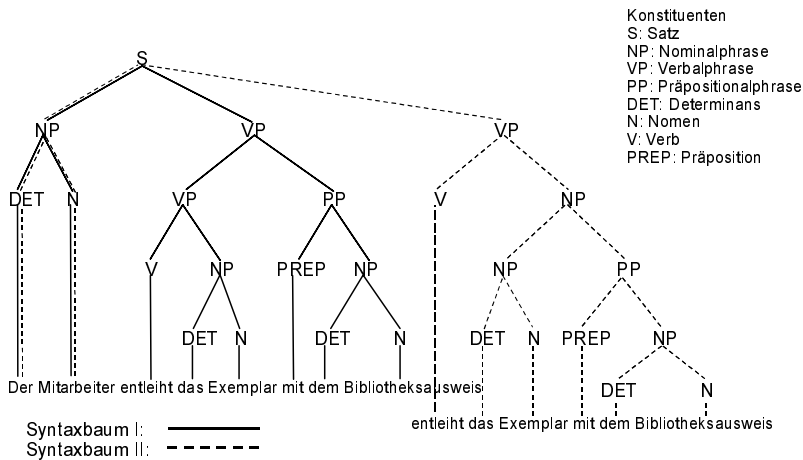 Konstituenten
S: Satz
NP: Nominalphrase
VP: Verbalphrase
PP: Präpositionalphrase
DET: Determinans
N: Nomen
V: Verb
PREP: Präposition
S
NP VP VP
DET N VP PP V NP
V NP PREP NP NP PP
DET N DET N DET N PREP NP
DET N
Der Mitarbeiter entleiht das Exemplar mit dem Bibliotheksausweis
entleiht das Exemplar mit dem Bibliotheksausweis
Syntaxbaum I:
Syntaxbaum II: